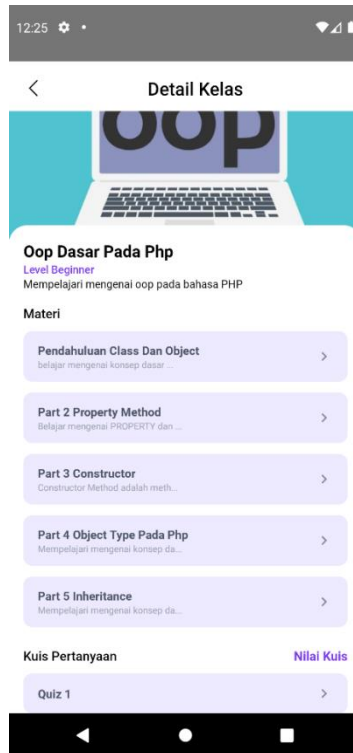 12:25
Detail Kelas
oop
Oop Dasar Pada Php
Level Beginner
Mempelajari mengenai oop pada bahasa PHP
Materi
Pendahuluan Class Dan Object
belajar mengenai konsep dasar ...
Part 2 Property Method
Belajar mengenai PROPERTY dan ...
Part 3 Constructor
Constructor Method adalah meth...
Part 4 Object Type Pada Php
Mempelajari mengenai konsep da...
Part 5 Inheritance
Mempelajari mengenai konsep da...
Kuis Pertanyaan Nilai Kuis
Quiz 1